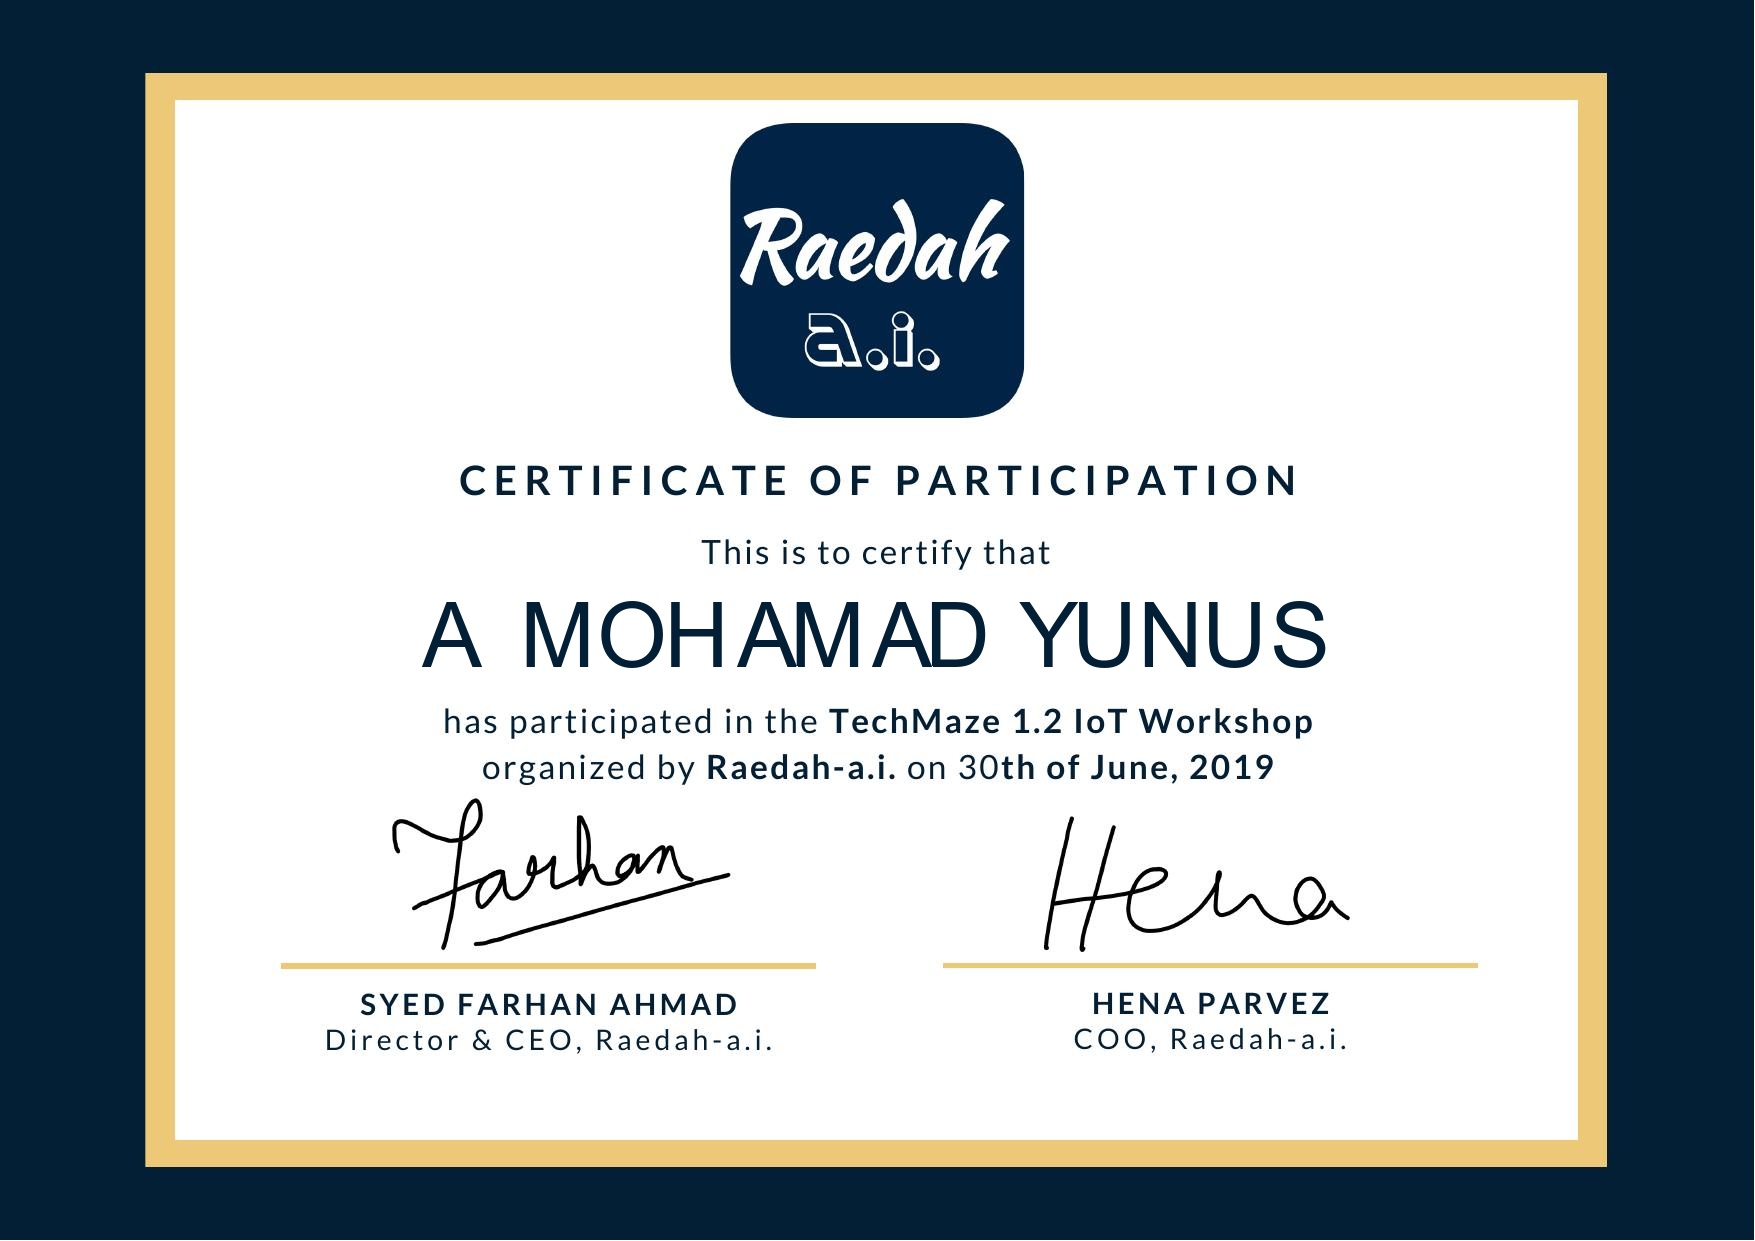 Raedah
a.i.
CERTIFICATE OF PARTICIPATION
This is to certify that
A MOHAMAD YUNUS
has participated in the TechMaze 1.2 IoT Workshop
organized by Raedah-a.i. on 30th of June, 2019
Farhan
Hena
SYED FARHAN AHMAD
Director & CEO, Raedah-a.i.
HENA PARVEZ
COO, Raedah-a.i.